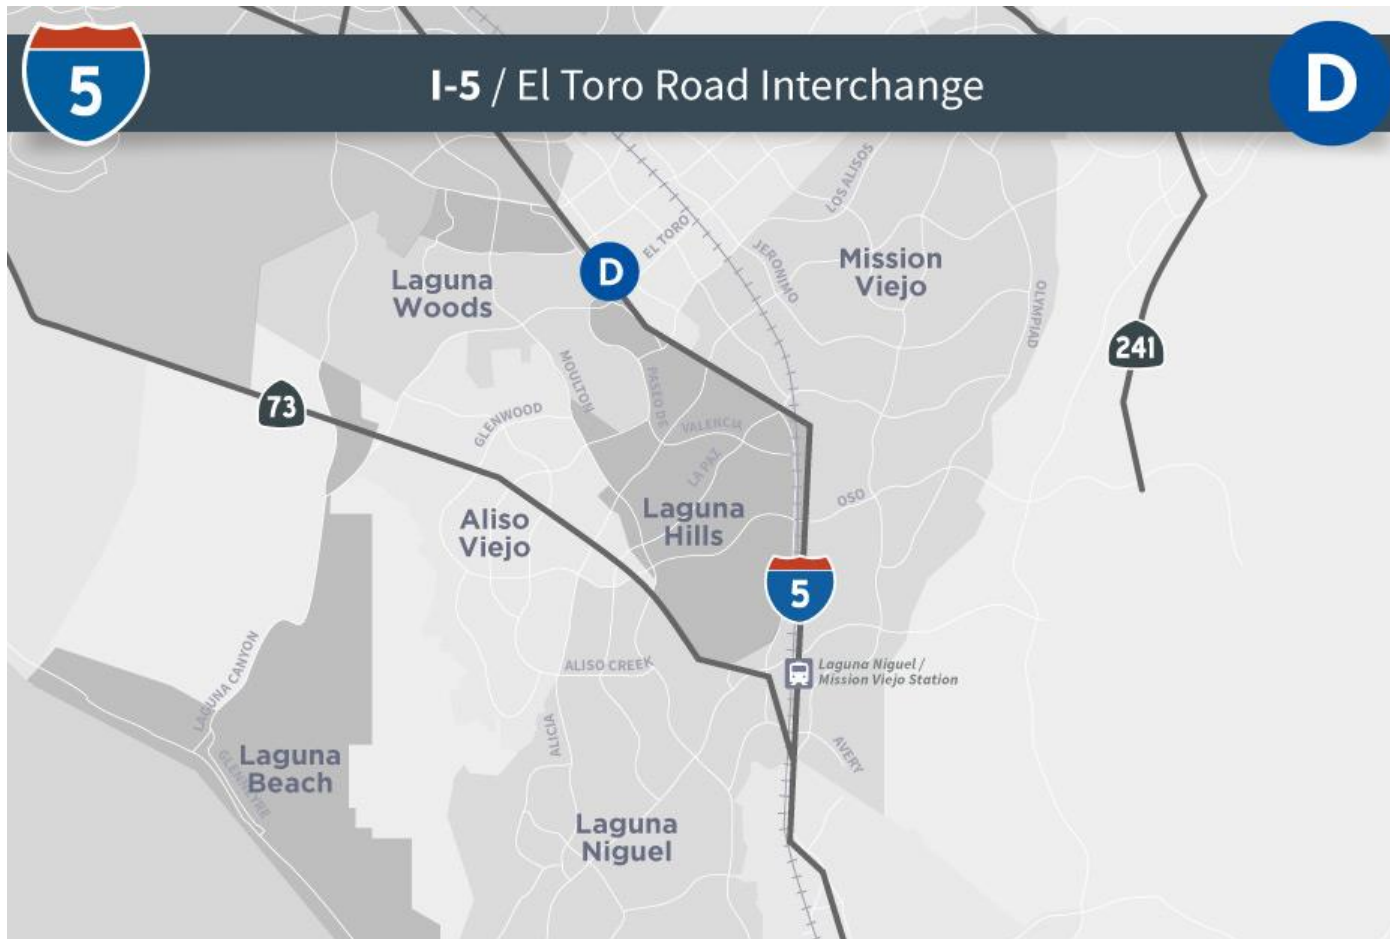 5
I-5 / El Toro Road Interchange
D
LOS ALISOS
EL TORO
JERONIMO
Mission
Viejo
D
Laguna
Woods
OLYMPIAD
241
73
MOULTON
PASEO DE
VALENCIA
GLENWOOD
LA PAZ
OSO
Laguna
Hills
Aliso
Viejo
5
LAGUNA CANYON
ALISO CREEK
Laguna Niguel /
Mission Viejo Station
ALICIA
AVERY
Laguna
Beach
GLENNEYRE
Laguna
Niguel